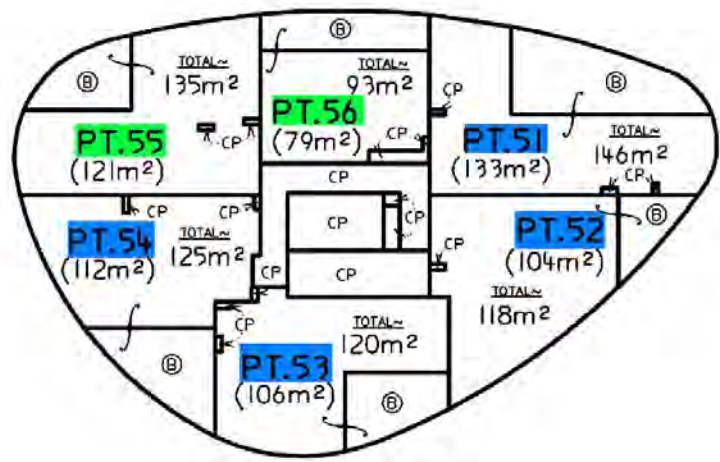 B
TOTAL~
135m²
B
PT.55
(121m²)
CP
TOTAL~
93m²
PT.56
(79m²)
CP
B
CP
PT.51
(133m²)
TOTAL~
146m²
CP
CP
CP
CP
CP
CP
CP
CP
PT.54
(112m²)
TOTAL~
125m²
B
CP
PT.52
(104m²)
TOTAL~
118m²
B
CP
CP
PT.53
(106m²)
TOTAL~
120m²
B